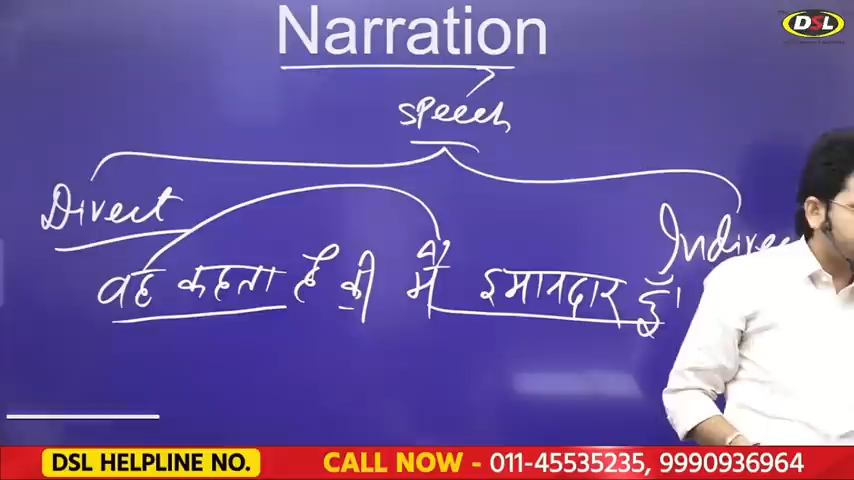 Narration
DSL
speech
Direct
Indirec
वह कहता है की मैं इमानदार हूँ।
DSL HELPLINE NO.
CALL NOW - 011-45535235, 9990936964